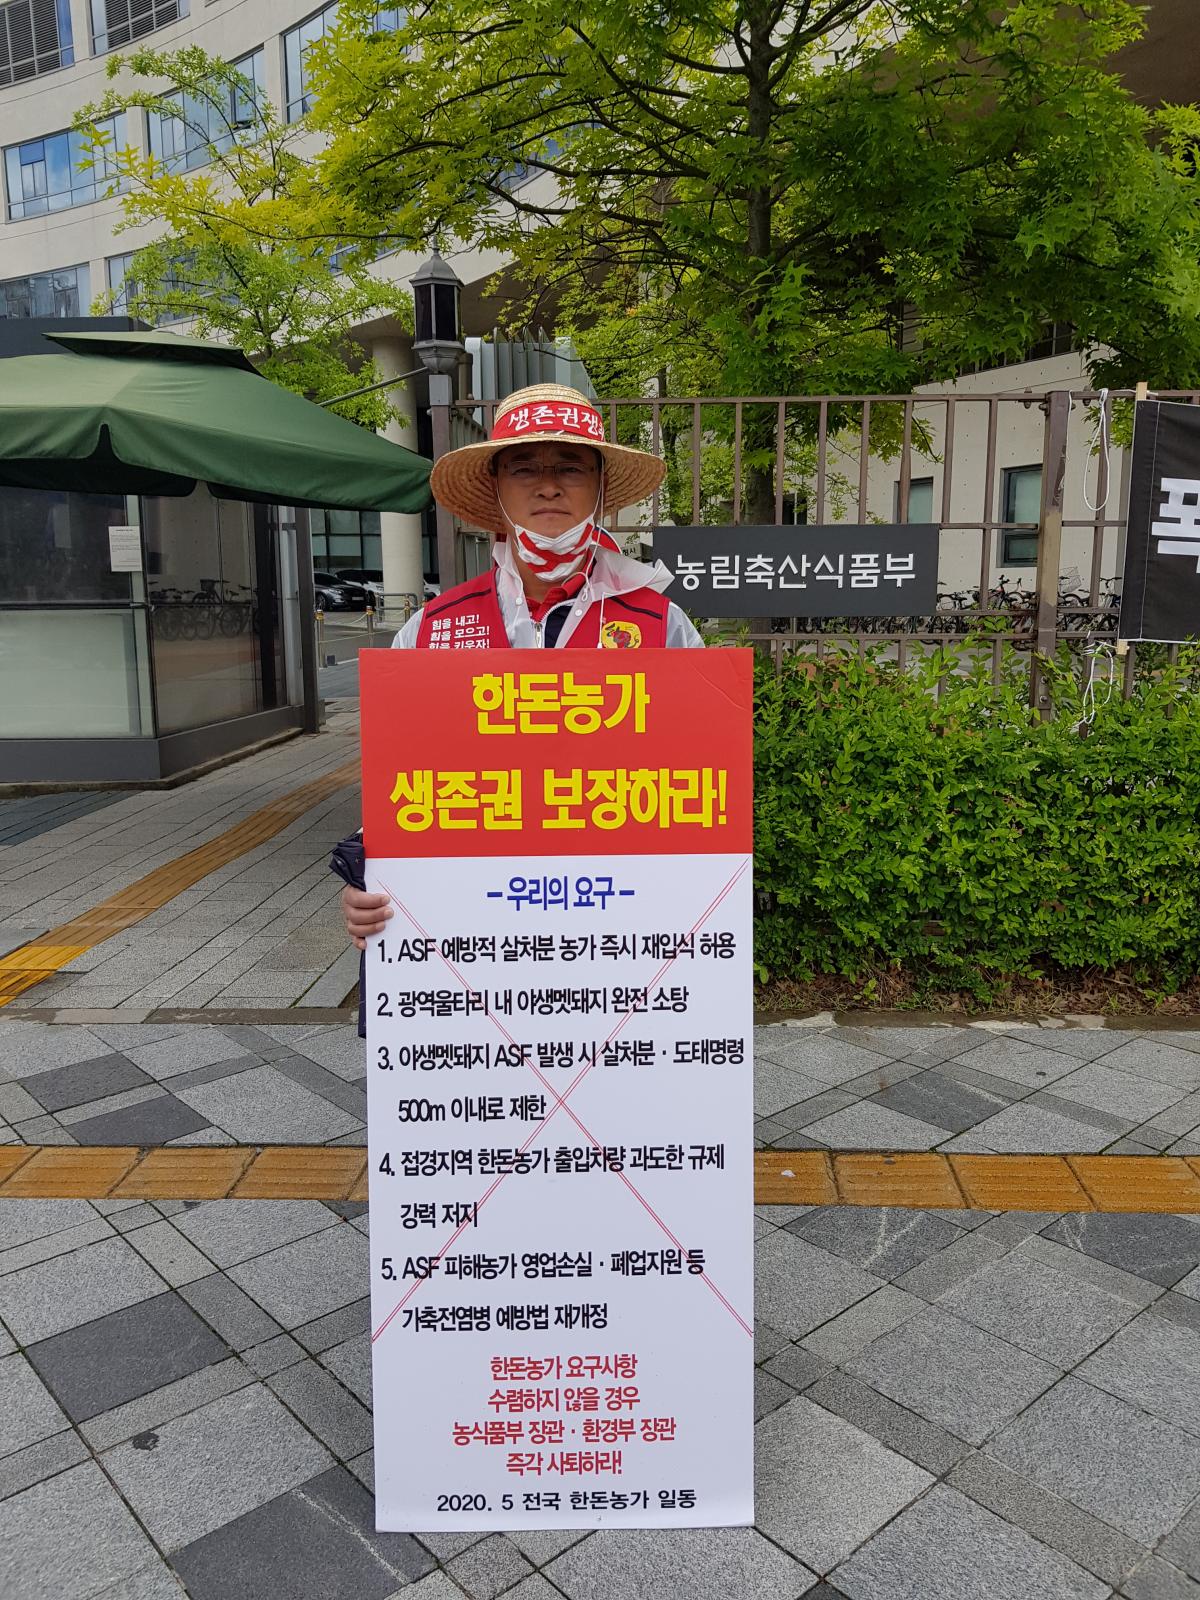 생존권쟁
농림축산식품부
폭
힘을 내고!
힘을 모으고!
힘을 키우자!
한돈농가
생존권 보장하라!
-우리의 요구-
1. ASF 예방적 살처분 농가 즉시 재입식 허용
2. 광역울타리 내 야생멧돼지 완전 소탕
3. 야생멧돼지 ASF 발생 시 살처분 · 도태명령
500m 이내로 제한
4. 접경지역 한돈농가 출입차량 과도한 규제
강력 저지
5. ASF 피해농가 영업손실 · 폐업지원 등
가축전염병 예방법 재개정
한돈농가 요구사항
수렴하지 않을 경우
농식품부 장관 · 환경부 장관
즉각 사퇴하라!
2020. 5 전국 한돈농가 일동